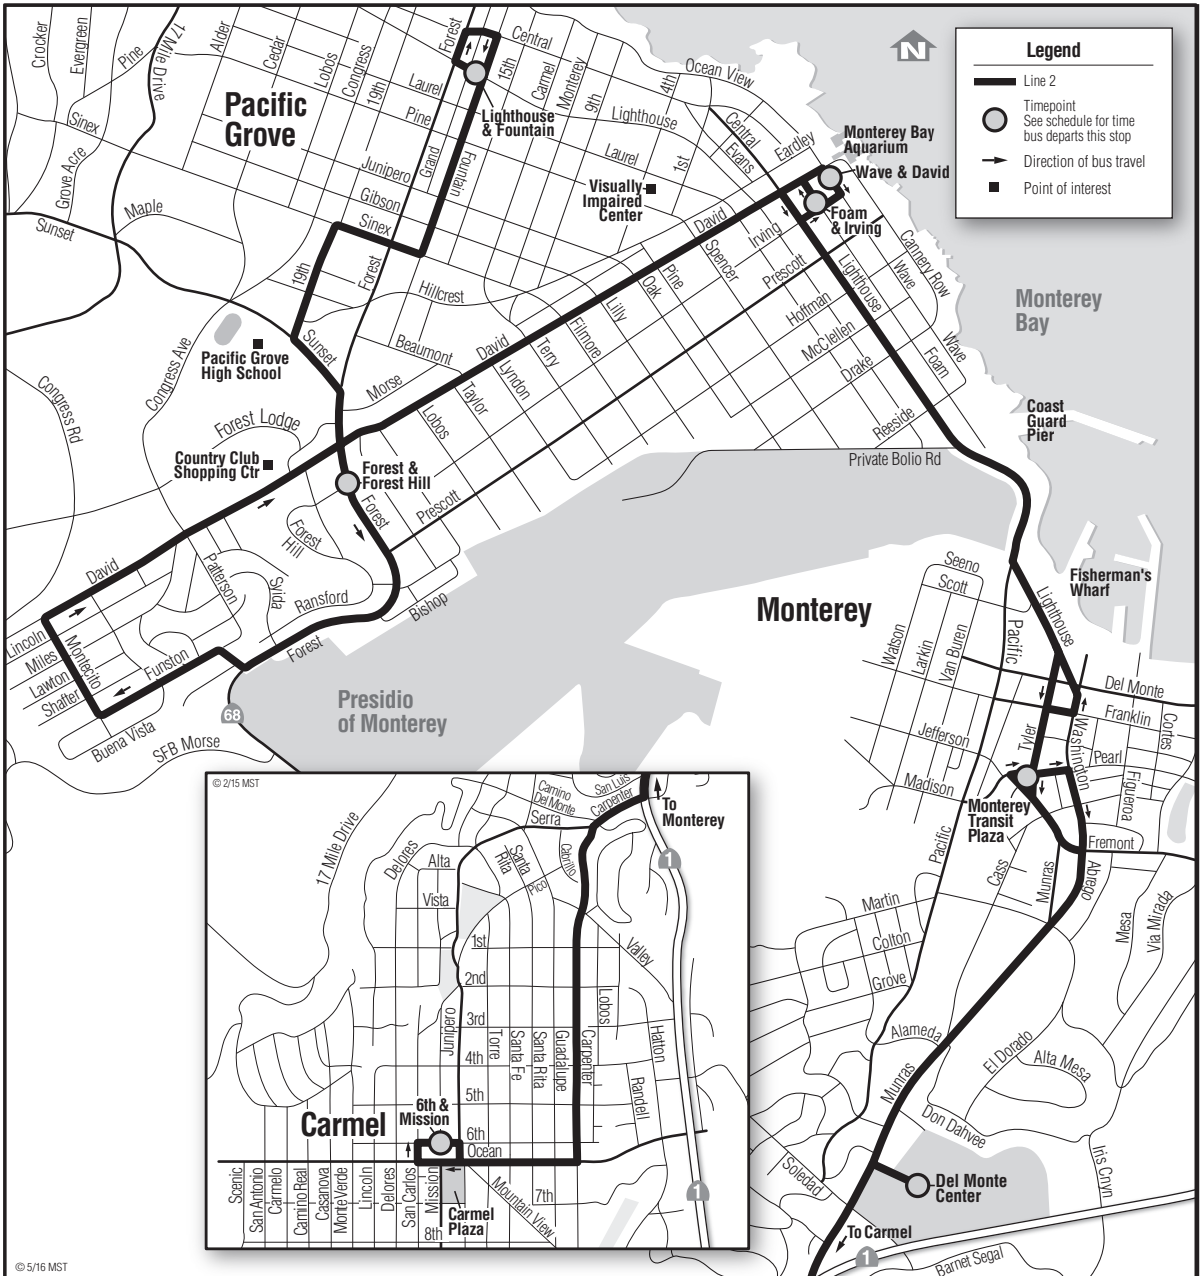 Legend
Line 2
Timepoint
See schedule for time
bus departs this stop
Direction of bus travel
Point of interest
N
Crocker
Evergreen
Pine
17 Mile Drive
Alder
Cedar
Lobos
Congress
19th
Forest
Central
15th
Carmel
Monterey
9th
4th
Ocean View
Laurel
Pine
Lighthouse
Pacific
Grove
Lighthouse
& Fountain
Sinex
Grove Acre
Maple
Sunset
Junipero
Grand
Fountain
Gibson
Sinex
Laurel
1st
Central
Evans
Eardley
Monterey Bay
Aquarium
Wave & David
Foam
& Irving
Visually
Impaired
Center
David
Irving
Spencer
Prescott
Pine
Oak
Lilly
Filmore
Hoffman
McClellen
Drake
Reeside
Lighthouse
Wave
Cannery Row
Foam
Wave
Monterey
Bay
19th
Forest
Hillcrest
Sunset
Beaumont
David
Terry
Lyndon
Taylor
Lobos
Morse
Pacific Grove
High School
Congress Ave
Congress Rd
Forest Lodge
Country Club
Shopping Ctr
Forest &
Forest Hill
Forest
Prescott
Private Bolio Rd
Coast
Guard
Pier
Fisherman's
Wharf
Forest
Hill
David
Patterson
Sylda
Ransford
Bishop
Forest
Lincoln
Miles
Lawton
Shafter
Montecito
Funston
Buena Vista
SFB Morse
68
Presidio
of Monterey
Monterey
Seeno
Scott
Watson
Larkin
Van Buren
Pacific
Lighthouse
Del Monte
Franklin
Cortes
Tyler
Washington
Pearl
Figueroa
Jefferson
Madison
Monterey
Transit
Plaza
Fremont
Pacific
Cass
Munras
Abrego
Mesa
Via Mirada
Martin
Colton
Grove
Alameda
Munras
El Dorado
Alta Mesa
Don Dahvee
Iris Cnyn
Soledad
Del Monte
Center
To Carmel
1
Barnet Segal
© 2/15 MST
17 Mile Drive
Camino
Del Monte
San Luis
Carpenter
Serra
To
Monterey
1
Delores
Alta
Santa
Rita
Cabrillo
Pico
Vista
1st
Valley
2nd
Lobos
Junipero
3rd
Torre
Santa Fe
Santa Rita
Guadalupe
Carpenter
Hatton
4th
Randell
5th
6th &
Mission
Carmel
6th
Ocean
Scenic
San Antonio
Carmelo
Camino Real
Casanova
Monte Verde
Lincoln
Delores
San Carlos
Mission
Carmel
Plaza
Mountain View
7th
8th
1
© 5/16 MST